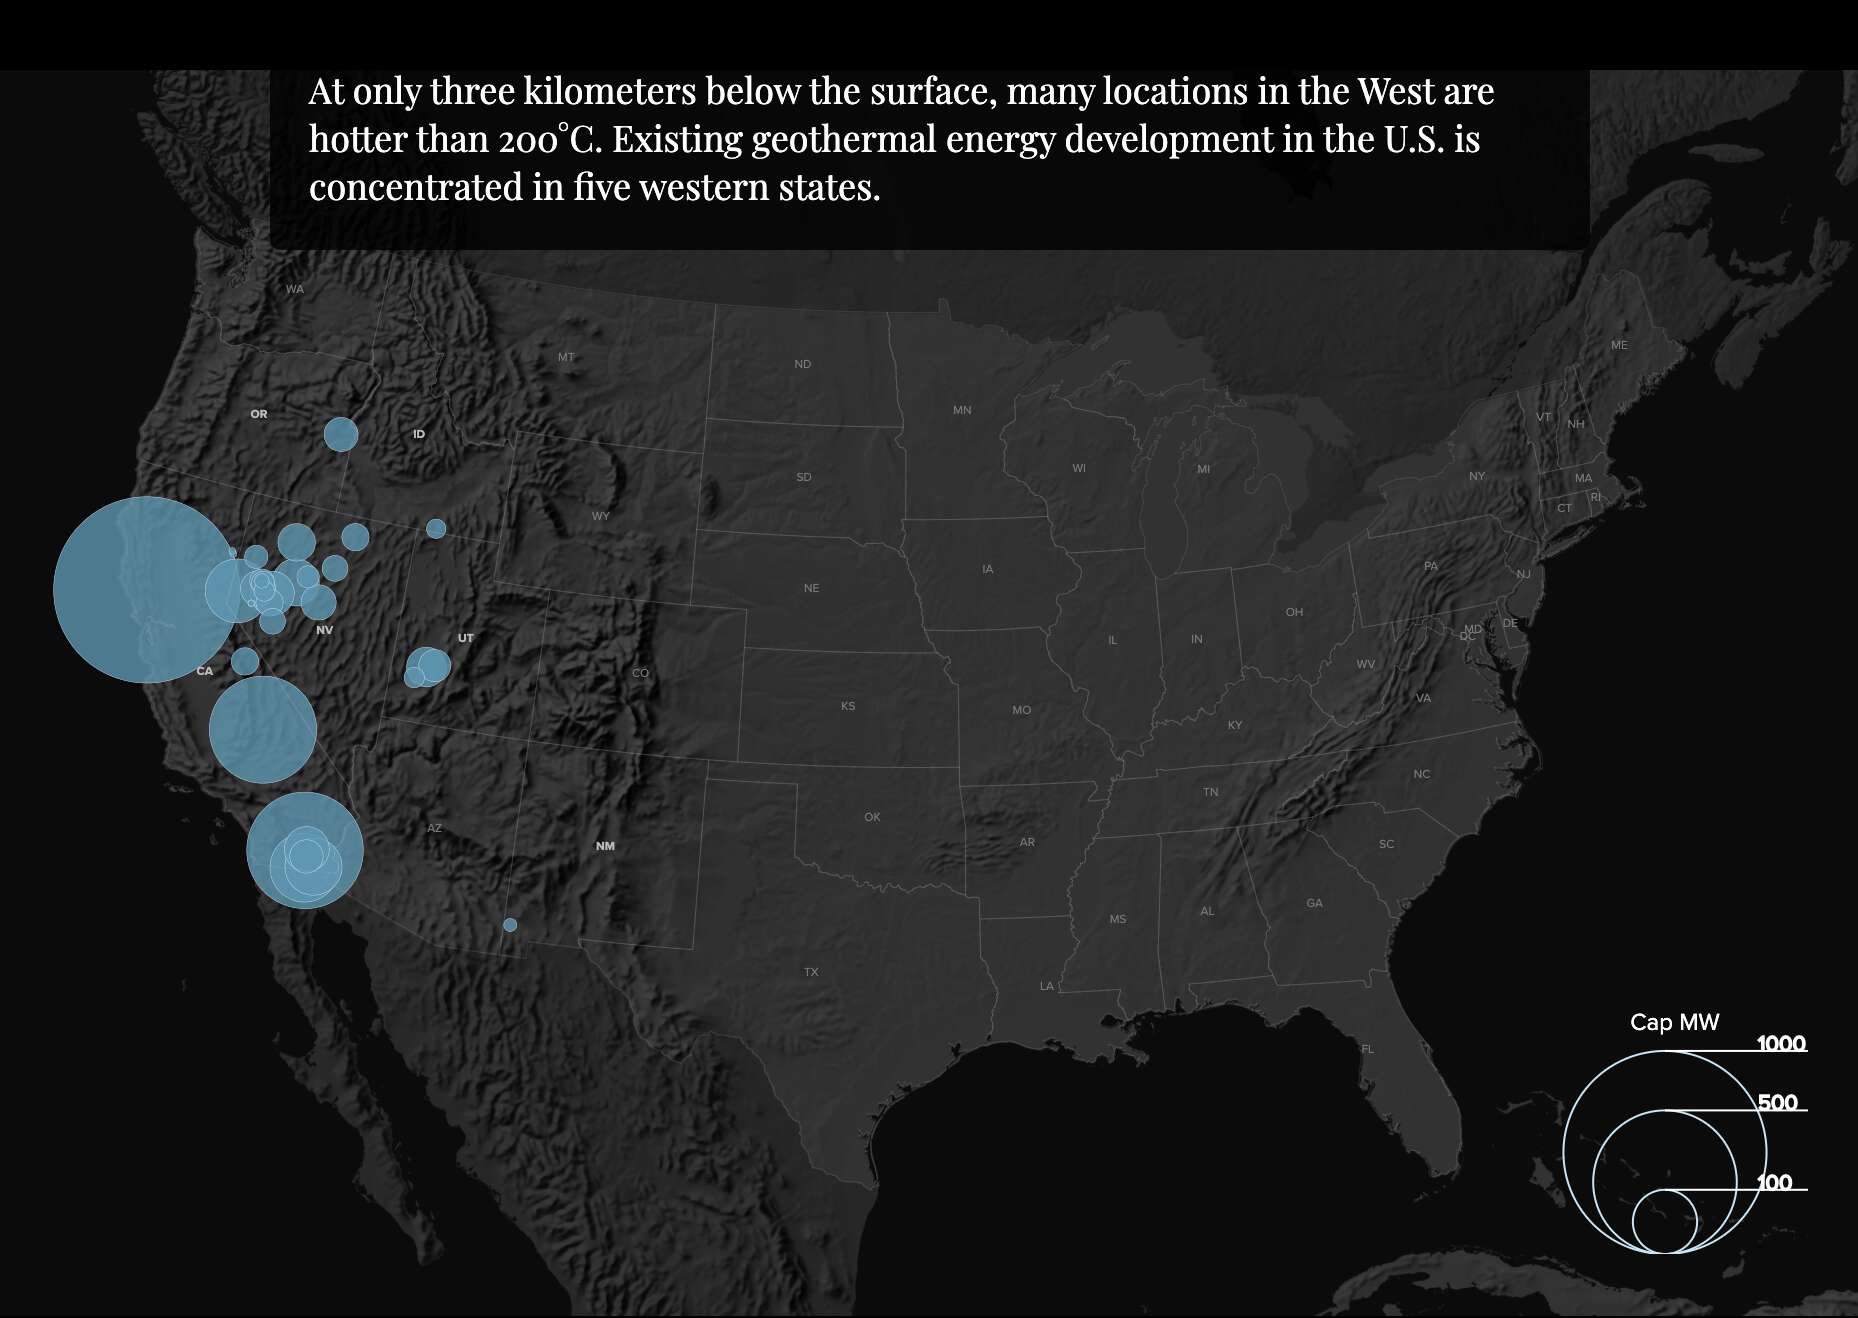 At only three kilometers below the surface, many locations in the West are
hotter than 200°C. Existing geothermal energy development in the U.S. is
concentrated in five western states.
WA
MT
ND
MN
ME
OR
ID
SD
WI
MI
VT
NH
NY
MA
RI
CT
WY
IA
NE
PA
NJ
OH
NV
UT
IL
IN
MD
DC
DE
CA
CO
WV
KS
MO
VA
KY
NC
TN
AZ
NM
OK
AR
SC
MS
AL
GA
TX
LA
FL
Cap MW
1000
500
100